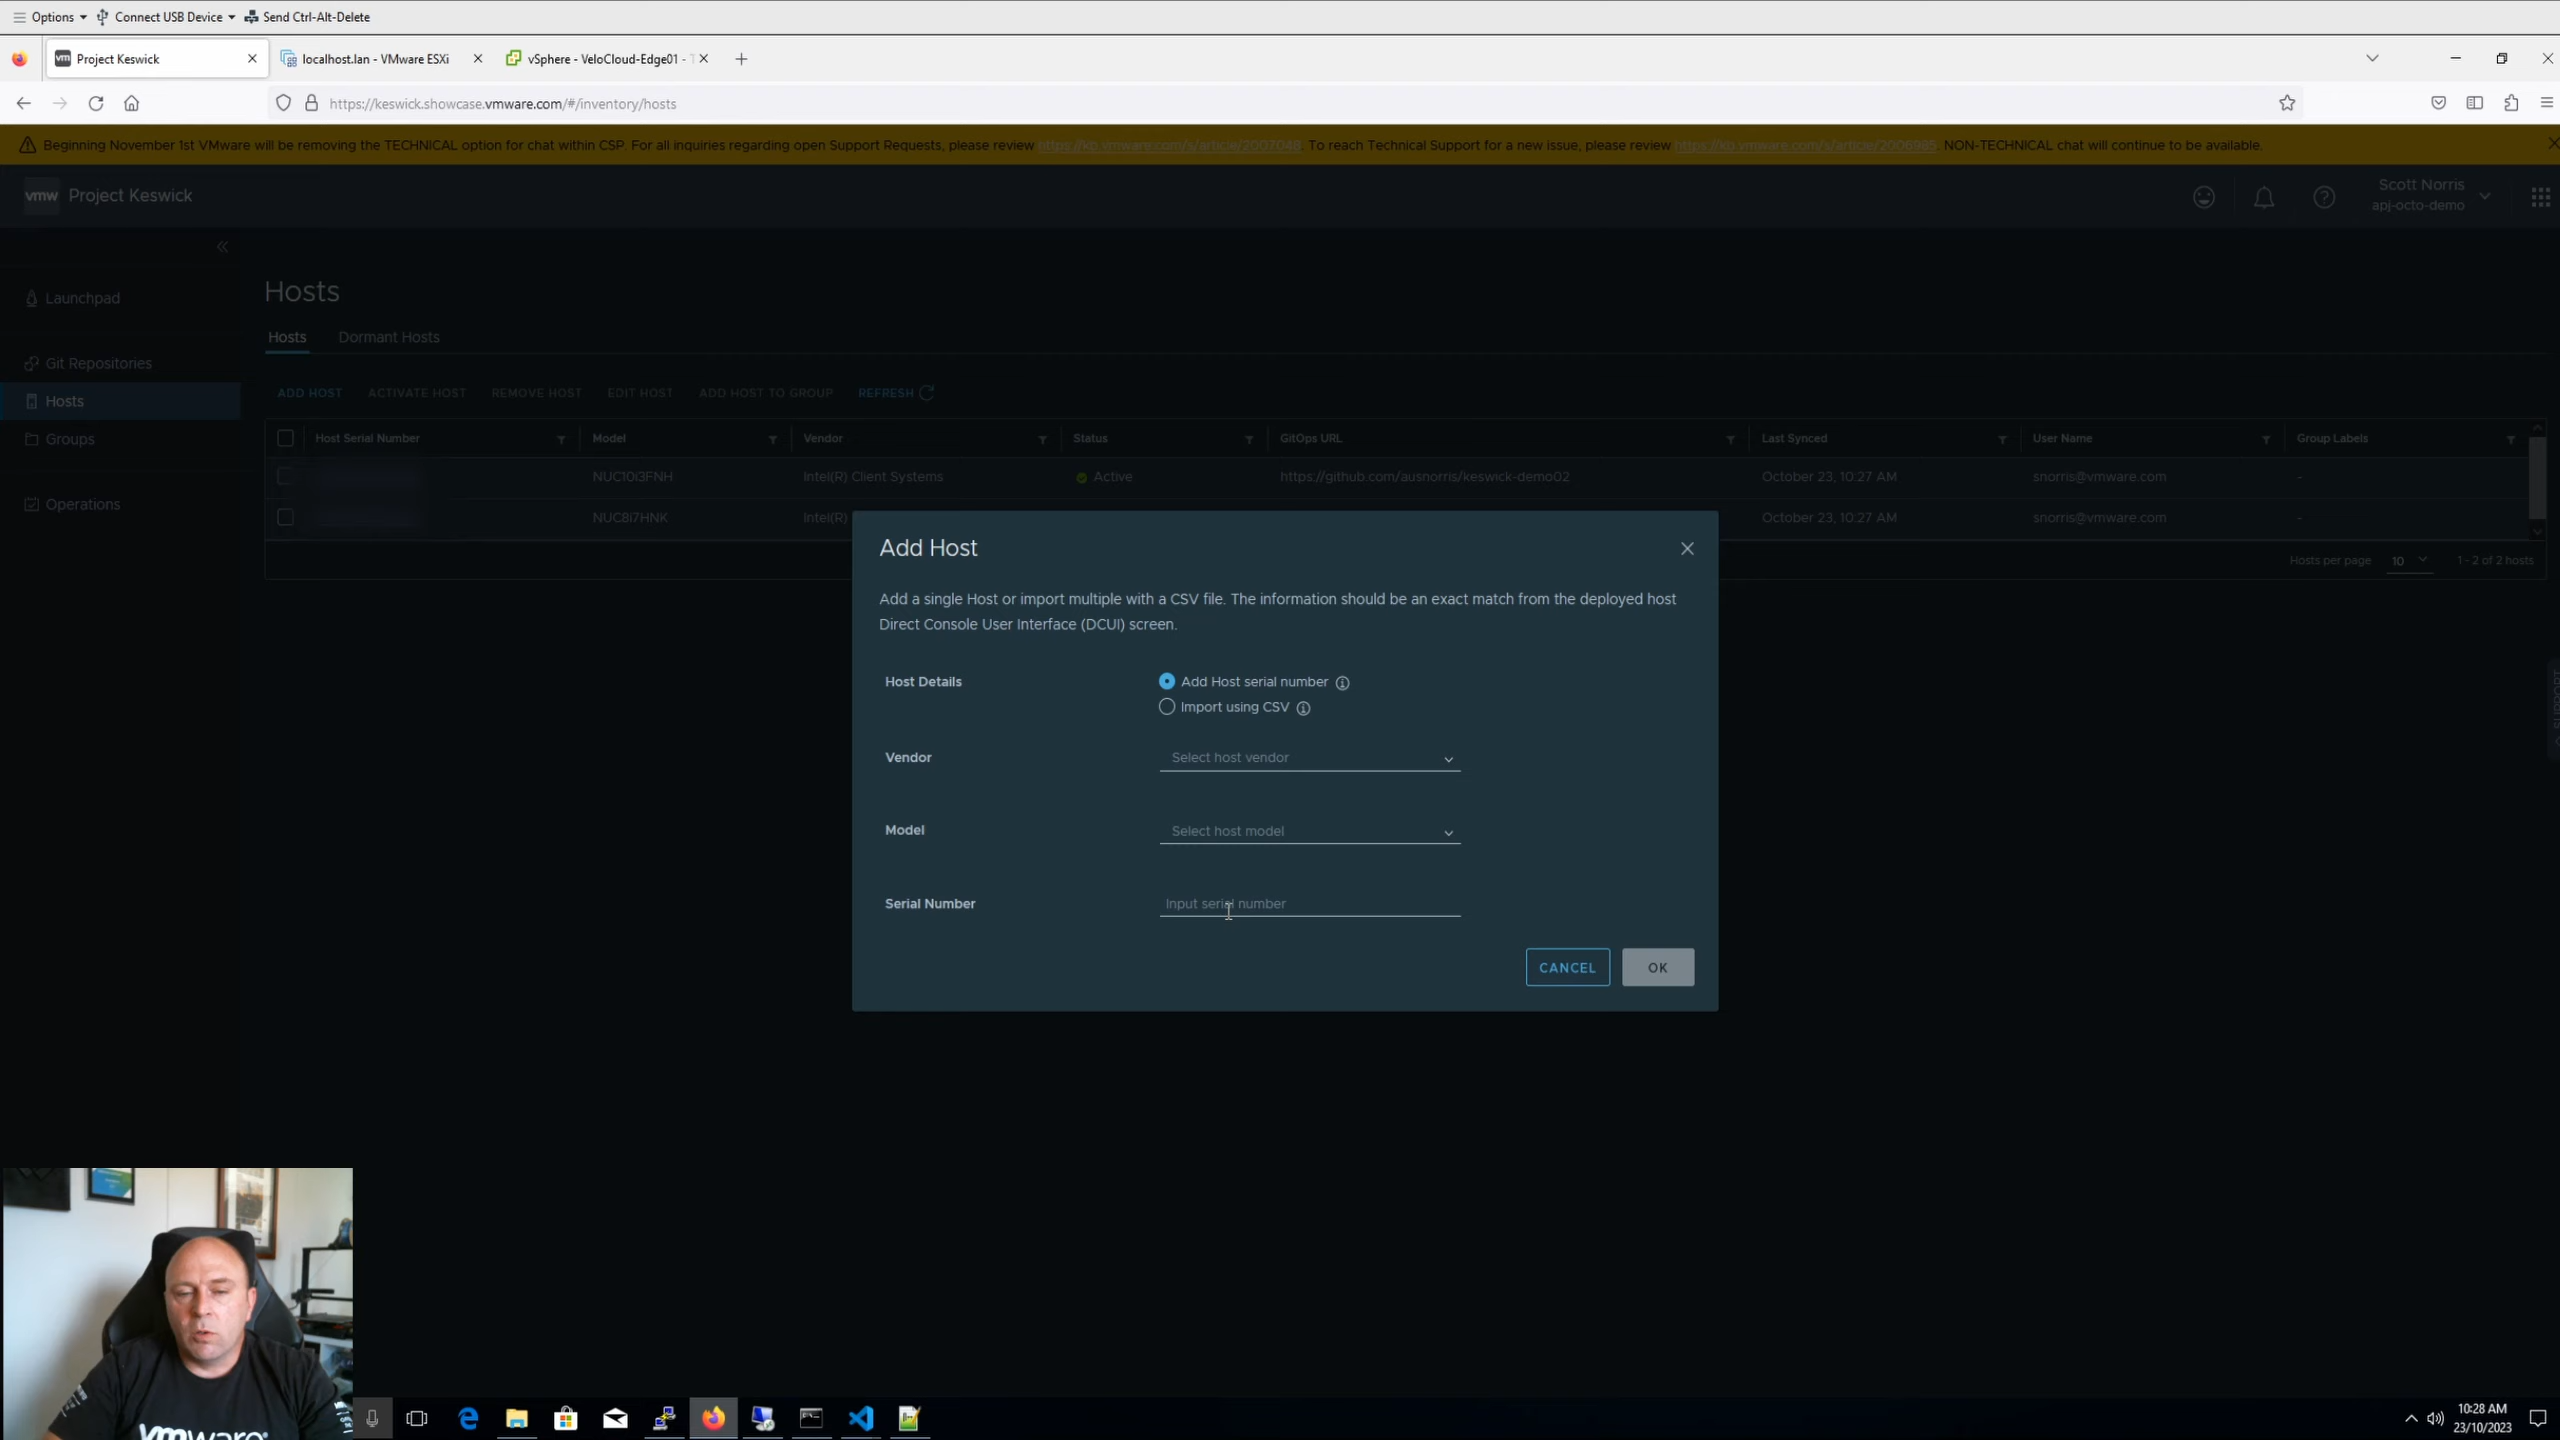 Options
Connect USB Device
Send Ctrl-Alt-Delete
Project Keswick
localhost.lan - VMware ESXi
vSphere - VeloCloud-Edge01 -
https://keswick.showcase.vmware.com/#/inventory/hosts
Beginning November 1st VMware will be removing the TECHNICAL option for chat within CSP. For all inquiries regarding open Support Requests, please review https://kb.vmware.com/s/article/2007048. To reach Technical Support for a new issue, please review https://kb.vmware.com/s/article/2006985. NON-TECHNICAL chat will continue to be available.
vmw Project Keswick
Scott Norris
apj-octo-demo
Launchpad
Git Repositories
Hosts
Groups
Operations
Hosts
Hosts Dormant Hosts
ADD HOST ACTIVATE HOST REMOVE HOST EDIT HOST ADD HOST TO GROUP REFRESH
Host Serial Number Model Vendor Status GitOps URL Last Synced User Name Group Labels
NUC10i3FNH Intel(R) Client Systems Active https://github.com/ausnorris/keswick-demo02 October 23, 10:27 AM snorris@vmware.com -
NUC8i7HNK Intel(R) October 23, 10:27 AM snorris@vmware.com -
Hosts per page 10 1 - 2 of 2 hosts
Add Host
Add a single Host or import multiple with a CSV file. The information should be an exact match from the deployed host
Direct Console User Interface (DCUI) screen.
Host Details
Add Host serial number
Import using CSV
Vendor
Select host vendor
Model
Select host model
Serial Number
Input serial number
CANCEL OK
SUPPORT
vmware
10:28 AM
23/10/2023